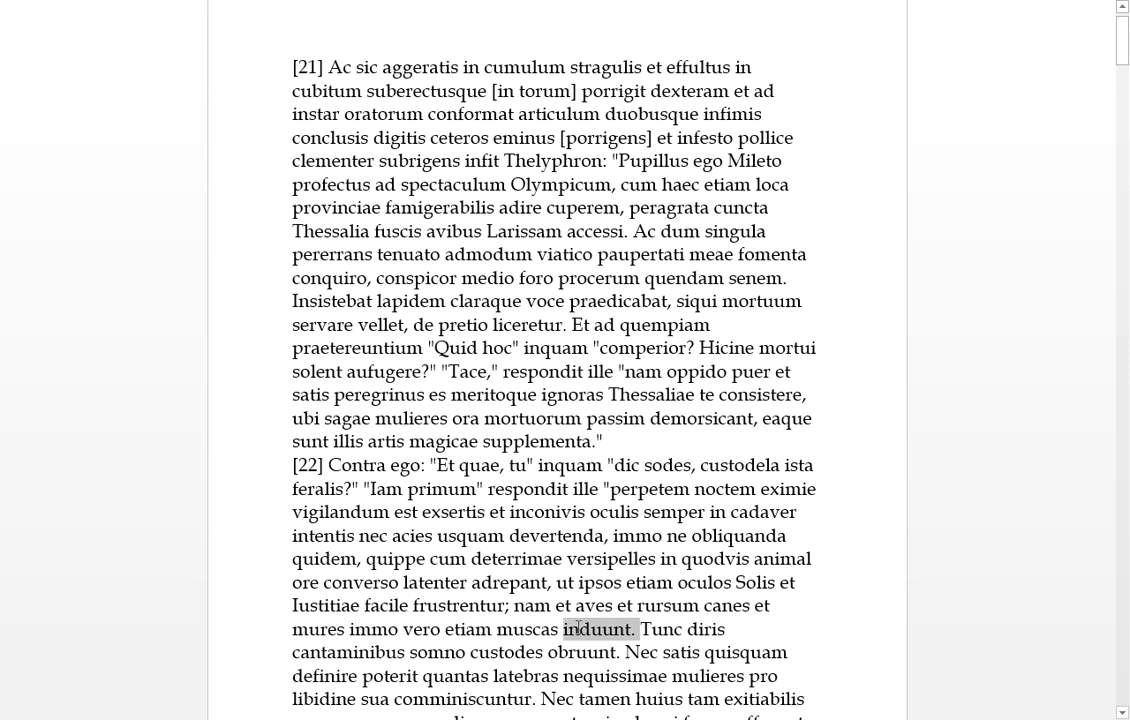 [21] Ac sic aggeratis in cumulum stragulis et effultus in
cubitum suberectusque [in torum] porrigit dexteram et ad
instar oratorum conformat articulum duobusque infimis
conclusis digitis ceteros eminus [porrigens] et infesto pollice
clementer subrigens infit Thelyphron: "Pupillus ego Mileto
profectus ad spectaculum Olympicum, cum haec etiam loca
provinciae famigerabilis adire cuperem, peragrata cuncta
Thessalia fuscis avibus Larissam accessi. Ac dum singula
pererrans tenuato admodum viatico paupertati meae fomenta
conquiro, conspicor medio foro procerum quendam senem.
Insistebat lapidem claraque voce praedicabat, siqui mortuum
servare vellet, de pretio liceretur. Et ad quempiam
praetereuntium "Quid hoc" inquam "comperior? Hicine mortui
solent aufugere?" "Tace," respondit ille "nam oppido puer et
satis peregrinus es meritoque ignoras Thessaliae te consistere,
ubi sagae mulieres ora mortuorum passim demorsicant, eaque
sunt illis artis magicae supplementa."
[22] Contra ego: "Et quae, tu" inquam "dic sodes, custodela ista
feralis?" "Iam primum" respondit ille "perpetem noctem eximie
vigilandum est exsertis et inconivis oculis semper in cadaver
intentis nec acies usquam devertenda, immo ne obliquanda
quidem, quippe cum deterrimae versipelles in quodvis animal
ore converso latenter adrepant, ut ipsos etiam oculos Solis et
Iustitiae facile frustrentur; nam et aves et rursum canes et
mures immo vero etiam muscas induunt. Tunc diris
cantaminibus somno custodes obruunt. Nec satis quisquam
definire poterit quantas latebras nequissimae mulieres pro
libidine sua comminiscuntur. Nec tamen huius tam exitiabilis